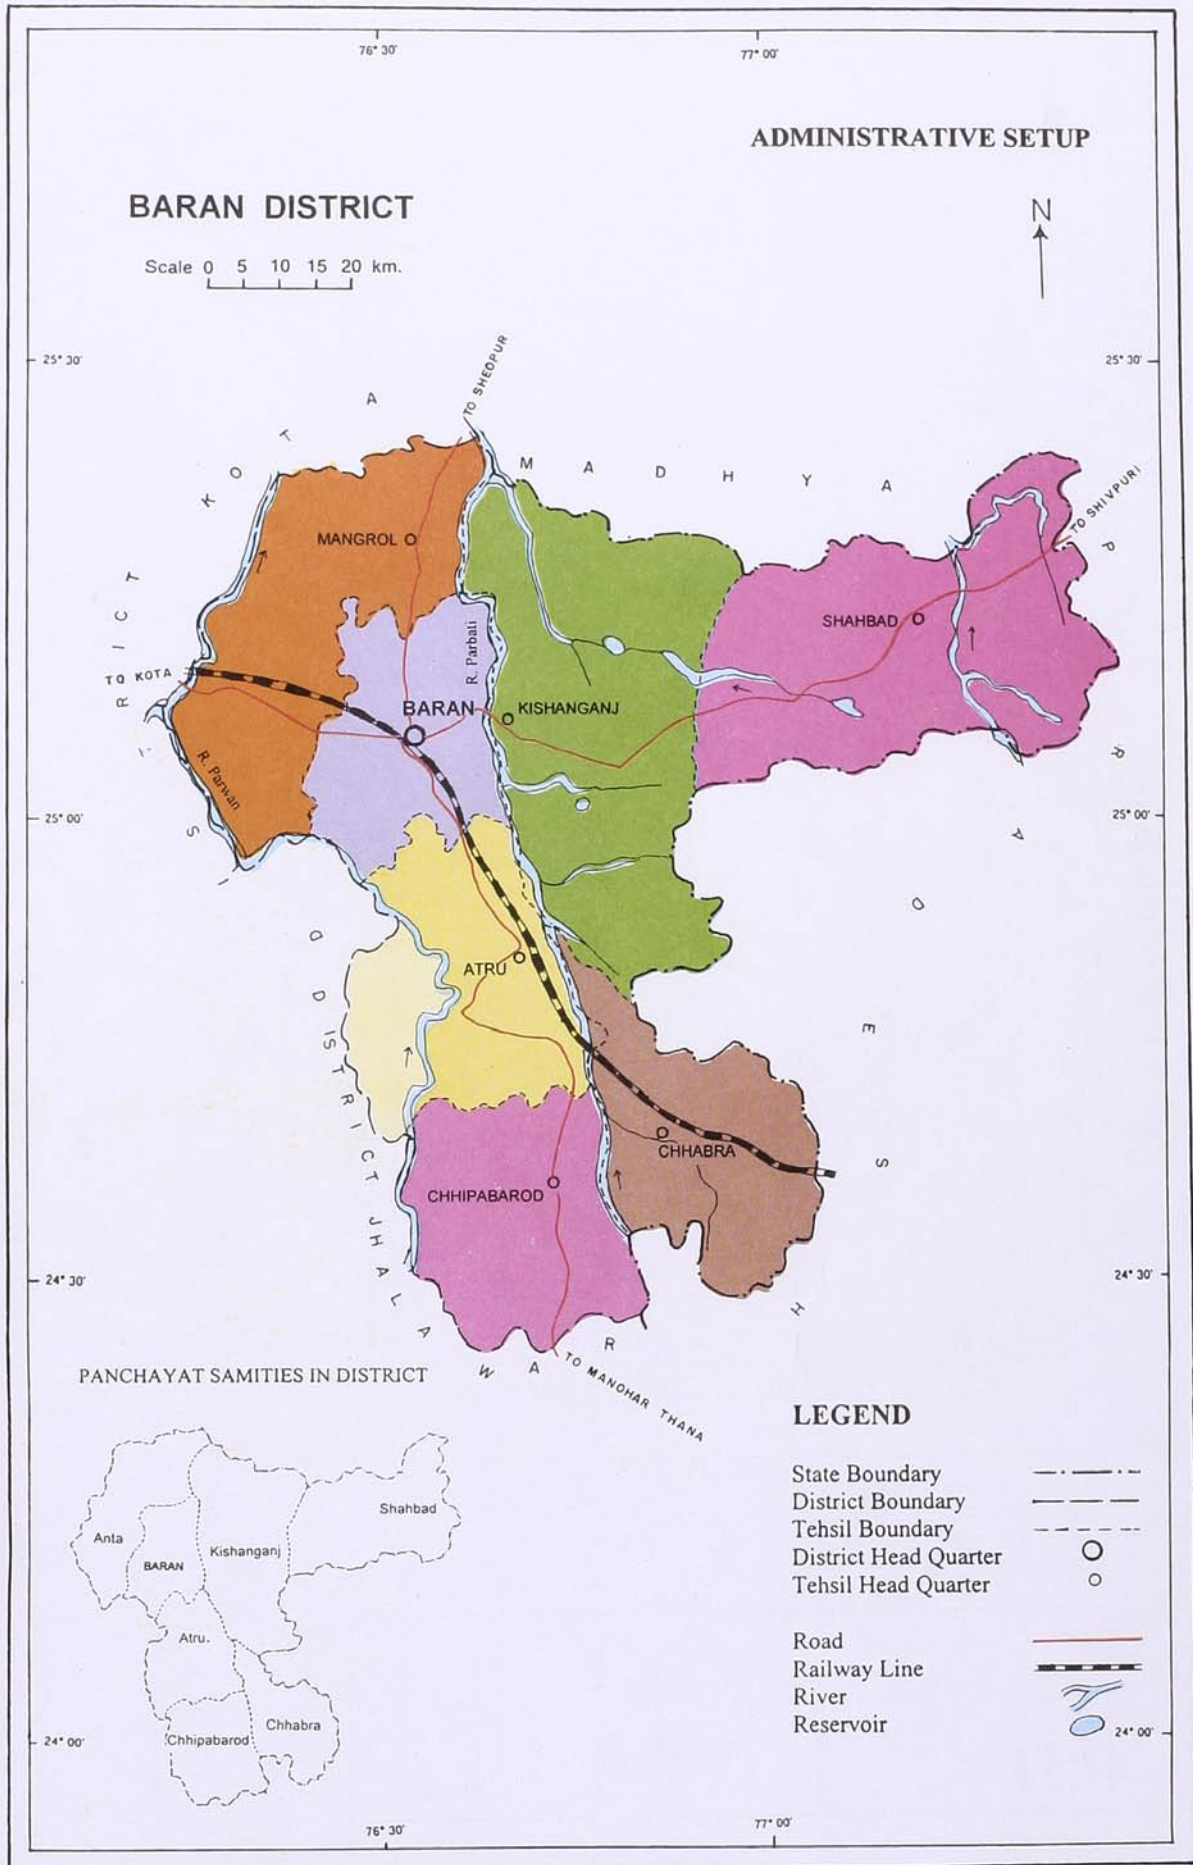 76° 30'
77° 00'
ADMINISTRATIVE SETUP
BARAN DISTRICT
N
Scale 0 5 10 15 20 km.
25° 30'
25° 30'
TO SHEOPUR
DISTRICT KOTA
MADHYA PRADESH
TO SHIVPURI
MANGROL
SHAHBAD
R. Parbati
TO KOTA
BARAN
KISHANGANJ
R. Parwan
25° 00'
25° 00'
ATRU
CHHABRA
CHHIPABAROD
DISTRICT JHALAWAR
24° 30'
24° 30'
TO MANOHAR THANA
PANCHAYAT SAMITIES IN DISTRICT
Shahbad
Anta
Kishanganj
BARAN
Atru.
Chhabra
Chhipabarod
LEGEND
State Boundary
District Boundary
Tehsil Boundary
District Head Quarter
Tehsil Head Quarter
Road
Railway Line
River
Reservoir
24° 00'
24° 00'
76° 30'
77° 00'